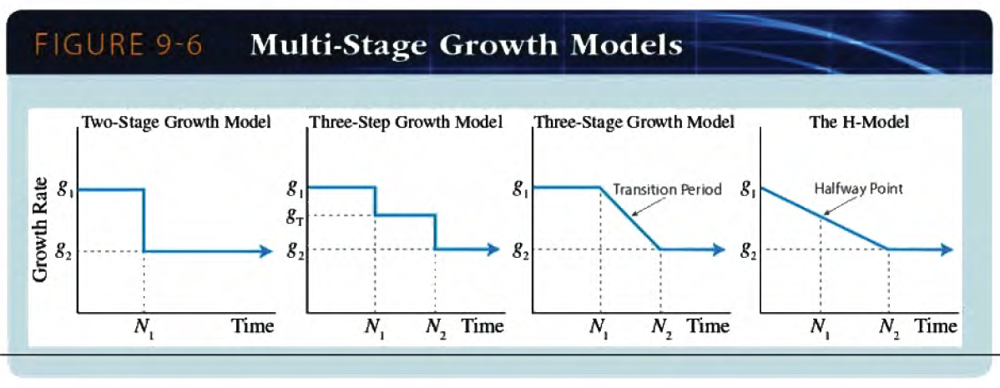 FIGURE 9-6 Multi-Stage Growth Models
Two-Stage Growth Model
Growth Rate
g1
g2
N1
Time
Three-Step Growth Model
g1
gT
g2
N1
N2
Time
Three-Stage Growth Model
g1
Transition Period
g2
N1
N2
Time
The H-Model
g1
Halfway Point
g2
N1
N2
Time